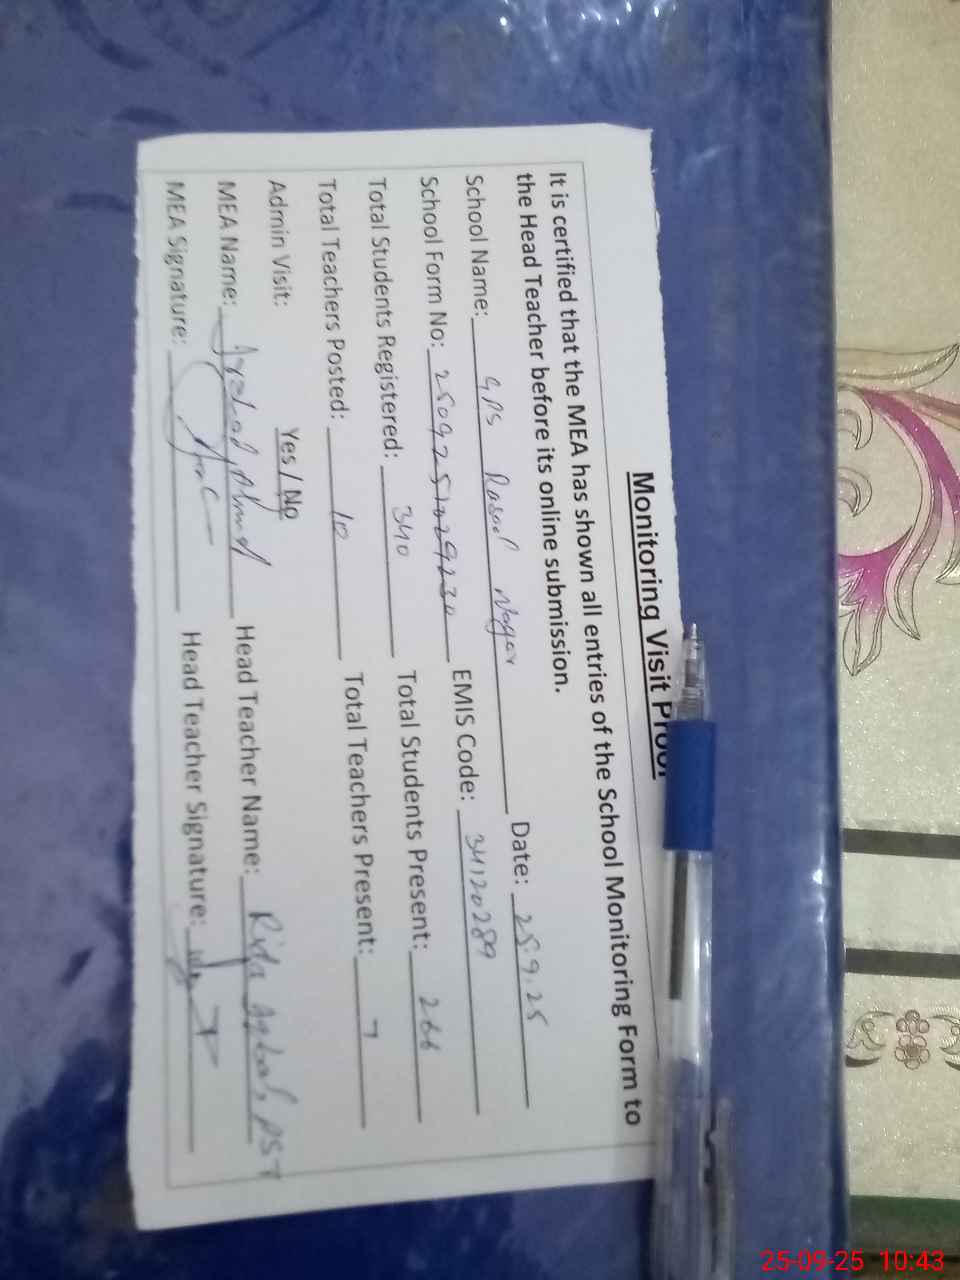 Monitoring Visit Proof
It is certified that the MEA has shown all entries of the School Monitoring Form to
the Head Teacher before its online submission.
School Name: GPS Rasool Nagar Date: 25.9.25
School Form No: EMIS Code: 34120289
Total Students Registered: 340 Total Students Present: 266
Total Teachers Posted: 10 Total Teachers Present: 7
Admin Visit: Yes / No
MEA Name: Ahmad Head Teacher Name: Rida PST
MEA Signature: Head Teacher Signature:
25-09-25 10:43